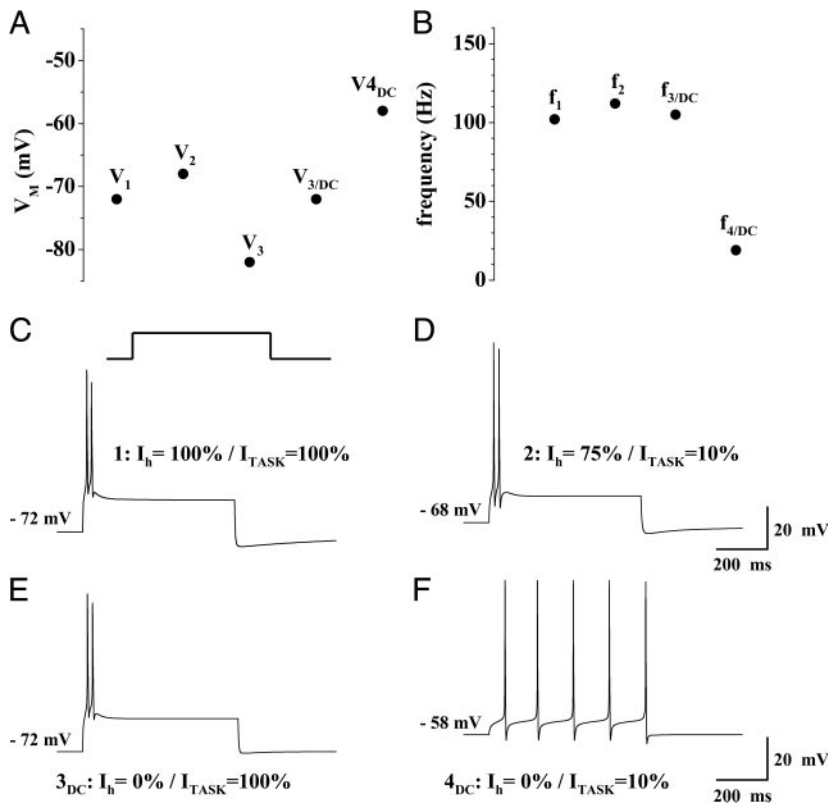 A
V_M (mV)
-50
-60
-70
-80
V_1
V_2
V_3
V_3/DC
V4_DC
B
frequency (Hz)
150
100
50
0
f_1
f_2
f_3/DC
f_4/DC
C
1: I_h= 100% / I_TASK=100%
- 72 mV
D
2: I_h= 75% / I_TASK=10%
- 68 mV
20 mV
200 ms
E
- 72 mV
3_DC: I_h= 0% / I_TASK=100%
F
- 58 mV
20 mV
200 ms
4_DC: I_h= 0% / I_TASK=10%